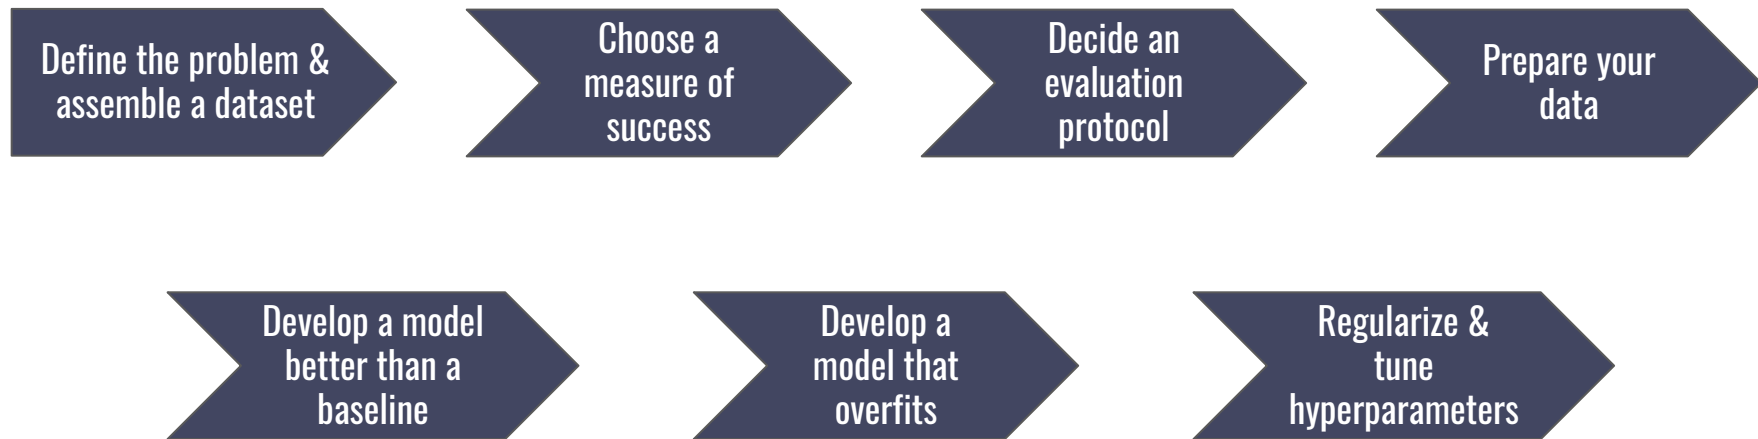 Define the problem &
assemble a dataset
Choose a
measure of
success
Decide an
evaluation
protocol
Prepare your
data
Develop a model
better than a
baseline
Develop a
model that
overfits
Regularize &
tune
hyperparameters